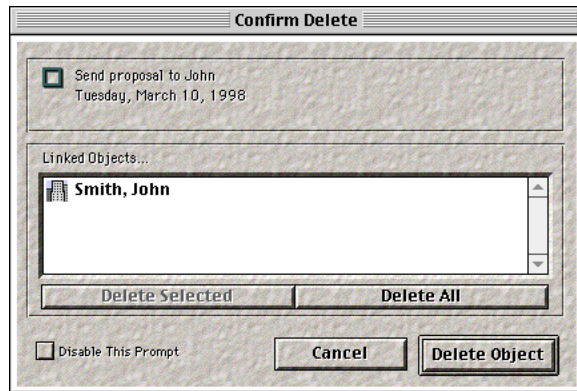 Confirm Delete
Send proposal to John
Tuesday, March 10, 1998
Linked Objects...
Smith, John
Delete Selected
Delete All
Disable This Prompt
Cancel
Delete Object